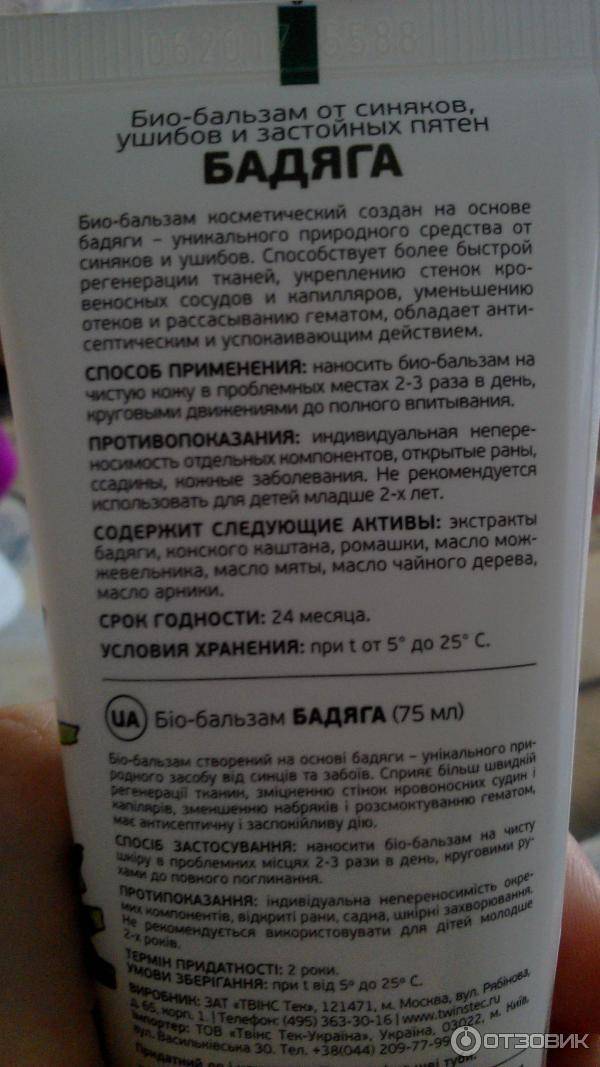 062017 5588
Био-бальзам от синяков,
ушибов и застойных пятен
БАДЯГА
Био-бальзам косметический создан на основе
бадяги – уникального природного средства от
синяков и ушибов. Способствует более быстрой
регенерации тканей, укреплению стенок кро-
веносных сосудов и капилляров, уменьшению
отеков и рассасыванию гематом, обладает анти-
септическим и успокаивающим действием.
СПОСОБ ПРИМЕНЕНИЯ: наносить био-бальзам на
чистую кожу в проблемных местах 2-3 раза в день,
круговыми движениями до полного впитывания.
ПРОТИВОПОКАЗАНИЯ: индивидуальная непере-
носимость отдельных компонентов, открытые раны,
ссадины, кожные заболевания. Не рекомендуется
использовать для детей младше 2-х лет.
СОДЕРЖИТ СЛЕДУЮЩИЕ АКТИВЫ: экстракты
бадяги, конского каштана, ромашки, масло мож-
жевельника, масло мяты, масло чайного дерева,
масло арники.
СРОК ГОДНОСТИ: 24 месяца.
УСЛОВИЯ ХРАНЕНИЯ: при t от 5° до 25° С.
UA Біо-бальзам БАДЯГА (75 мл)
Біо-бальзам створений на основі бадяги – унікального при-
родного засобу від синців та забоїв. Сприяє більш швидкій
регенерації тканин, зміцненню стінок кровоносних судин і
капілярів, зменшенню набряків і розсмоктуванню гематом,
має антисептичну і заспокійливу дію.
СПОСІБ ЗАСТОСУВАННЯ: наносити біо-бальзам на чисту
шкіру в проблемних місцях 2-3 рази в день, круговими ру-
хами до повного поглинання.
ПРОТИПОКАЗАННЯ: індивідуальна непереносимість окре-
мих компонентів, відкриті рани, садна, шкірні захворювання.
Не рекомендується використовувати для дітей молодше
2-х років.
ТЕРМІН ПРИДАТНОСТІ: 2 роки.
УМОВИ ЗБЕРІГАННЯ: при t від 5° до 25° С.
ВИРОБНИК: ЗАТ «ТВІНС Тек», 121471, м. Москва, вул. Рябінова,
д. 65, корп. 1. | Телефон: (495) 363-30-16 | www.twinstec.ru
Імпортер: ТОВ «Твінс Тек-Україна», Україна, 03022, м. Київ,
вул. Васильківська 30. Тел. +38(044) 209-77-99
Придатний до
ОТЗОВИК